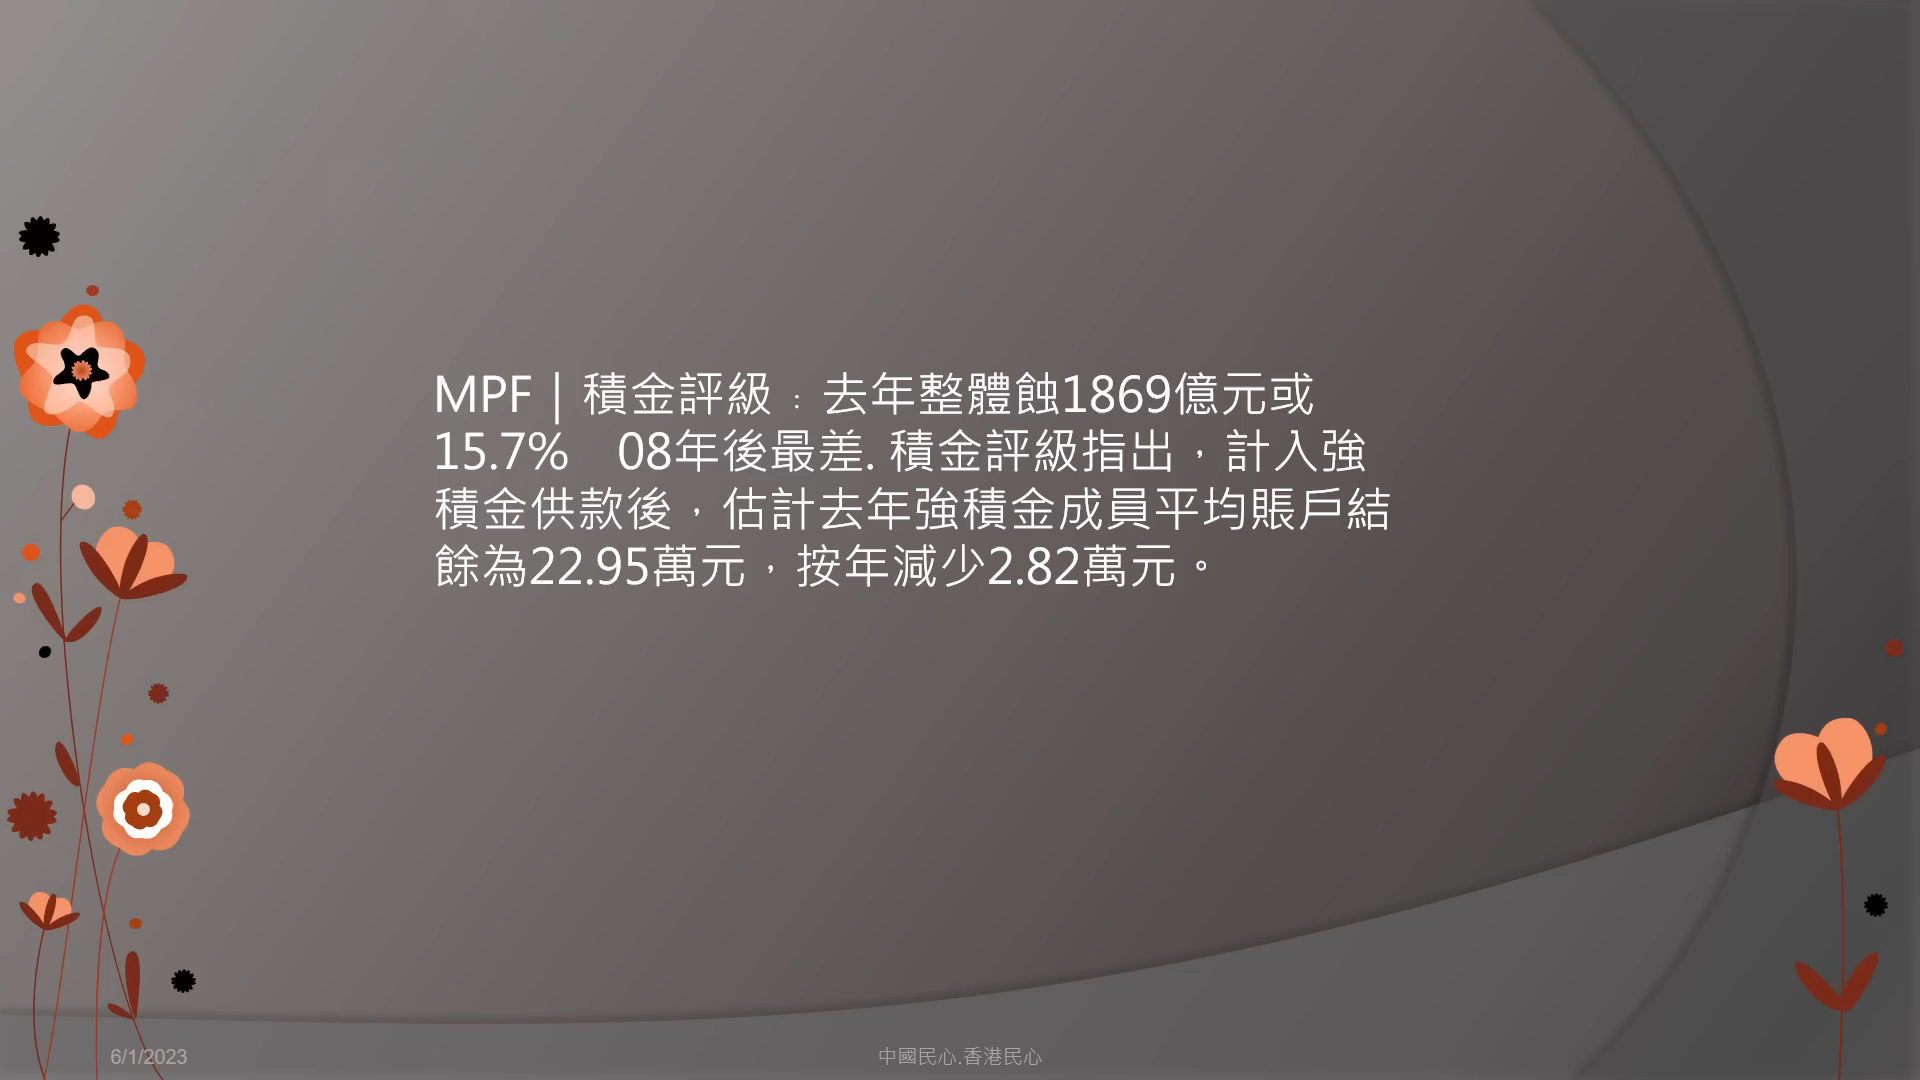 MPF | 積金評級﹕去年整體蝕1869億元或
15.7%　08年後最差. 積金評級指出，計入強
積金供款後，估計去年強積金成員平均賬戶結
餘為22.95萬元，按年減少2.82萬元。
6/1/2023
中國民心.香港民心